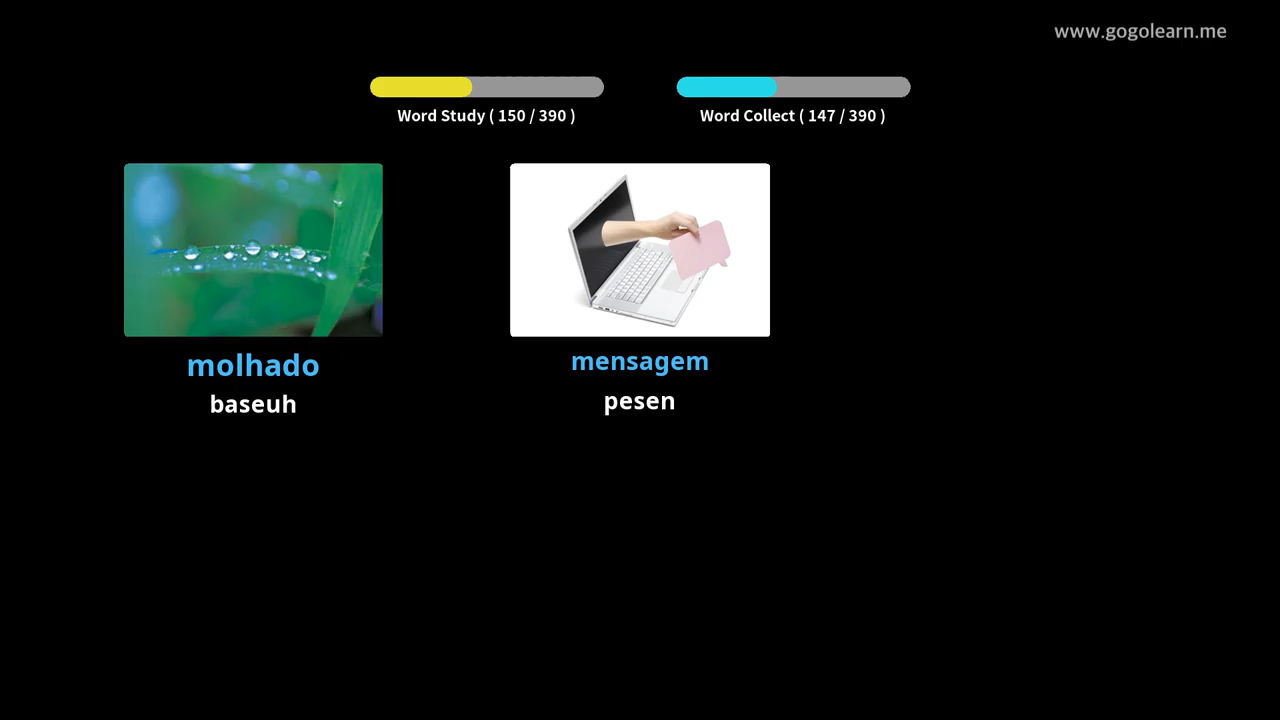 www.gogolearn.me
Word Study ( 150 / 390 )
Word Collect ( 147 / 390 )
molhado
baseuh
mensagem
pesen